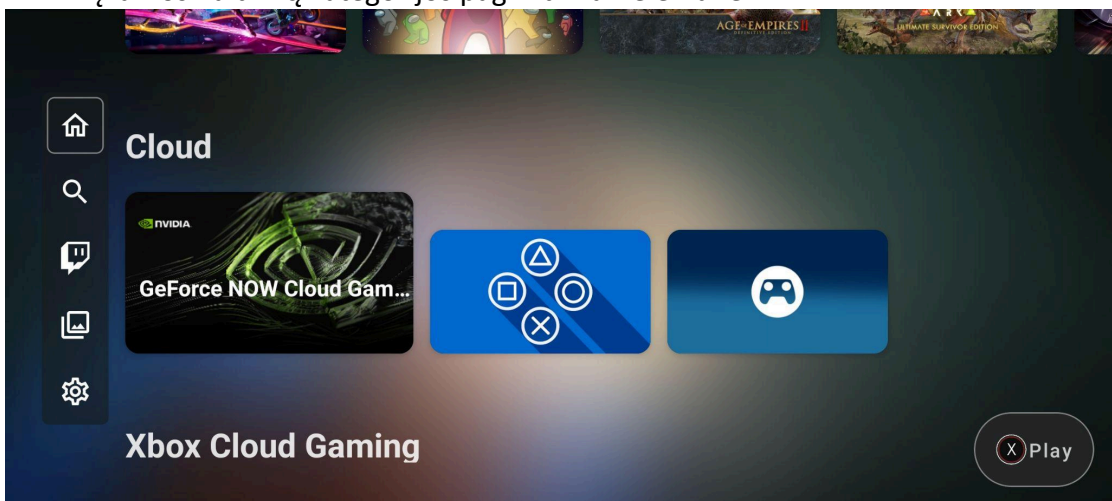 AGE OF EMPIRES II
DEFINITIVE EDITION
ARK
ULTIMATE SURVIVOR EDITION
Cloud
NVIDIA
GeForce NOW Cloud Gam...
Xbox Cloud Gaming
X Play